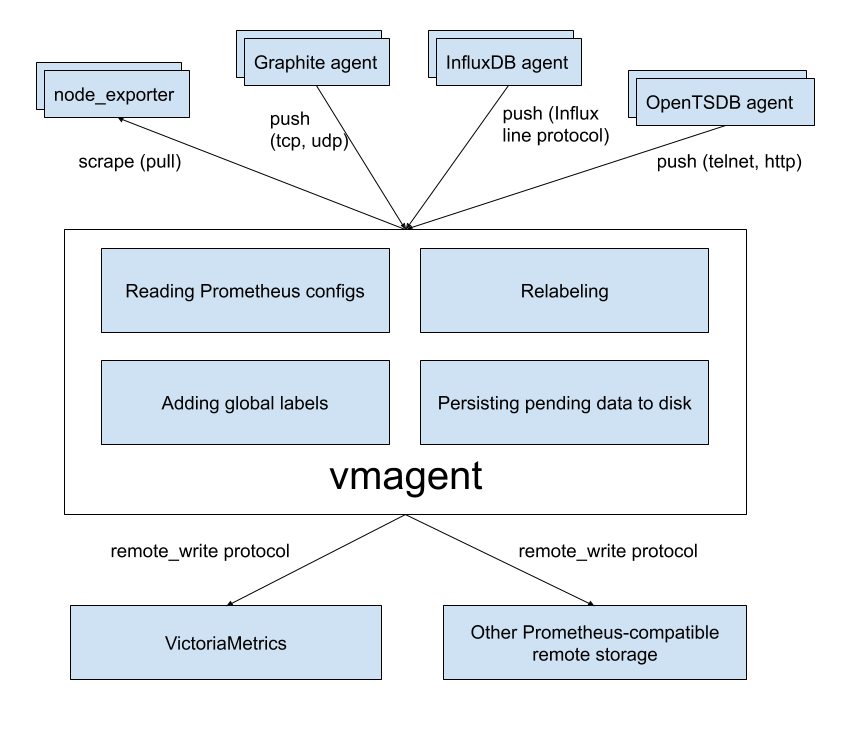 node_exporter
Graphite agent
InfluxDB agent
OpenTSDB agent
scrape (pull)
push
(tcp, udp)
push (Influx
line protocol)
push (telnet, http)
Reading Prometheus configs
Relabeling
Adding global labels
Persisting pending data to disk
vmagent
remote_write protocol
remote_write protocol
VictoriaMetrics
Other Prometheus-compatible
remote storage